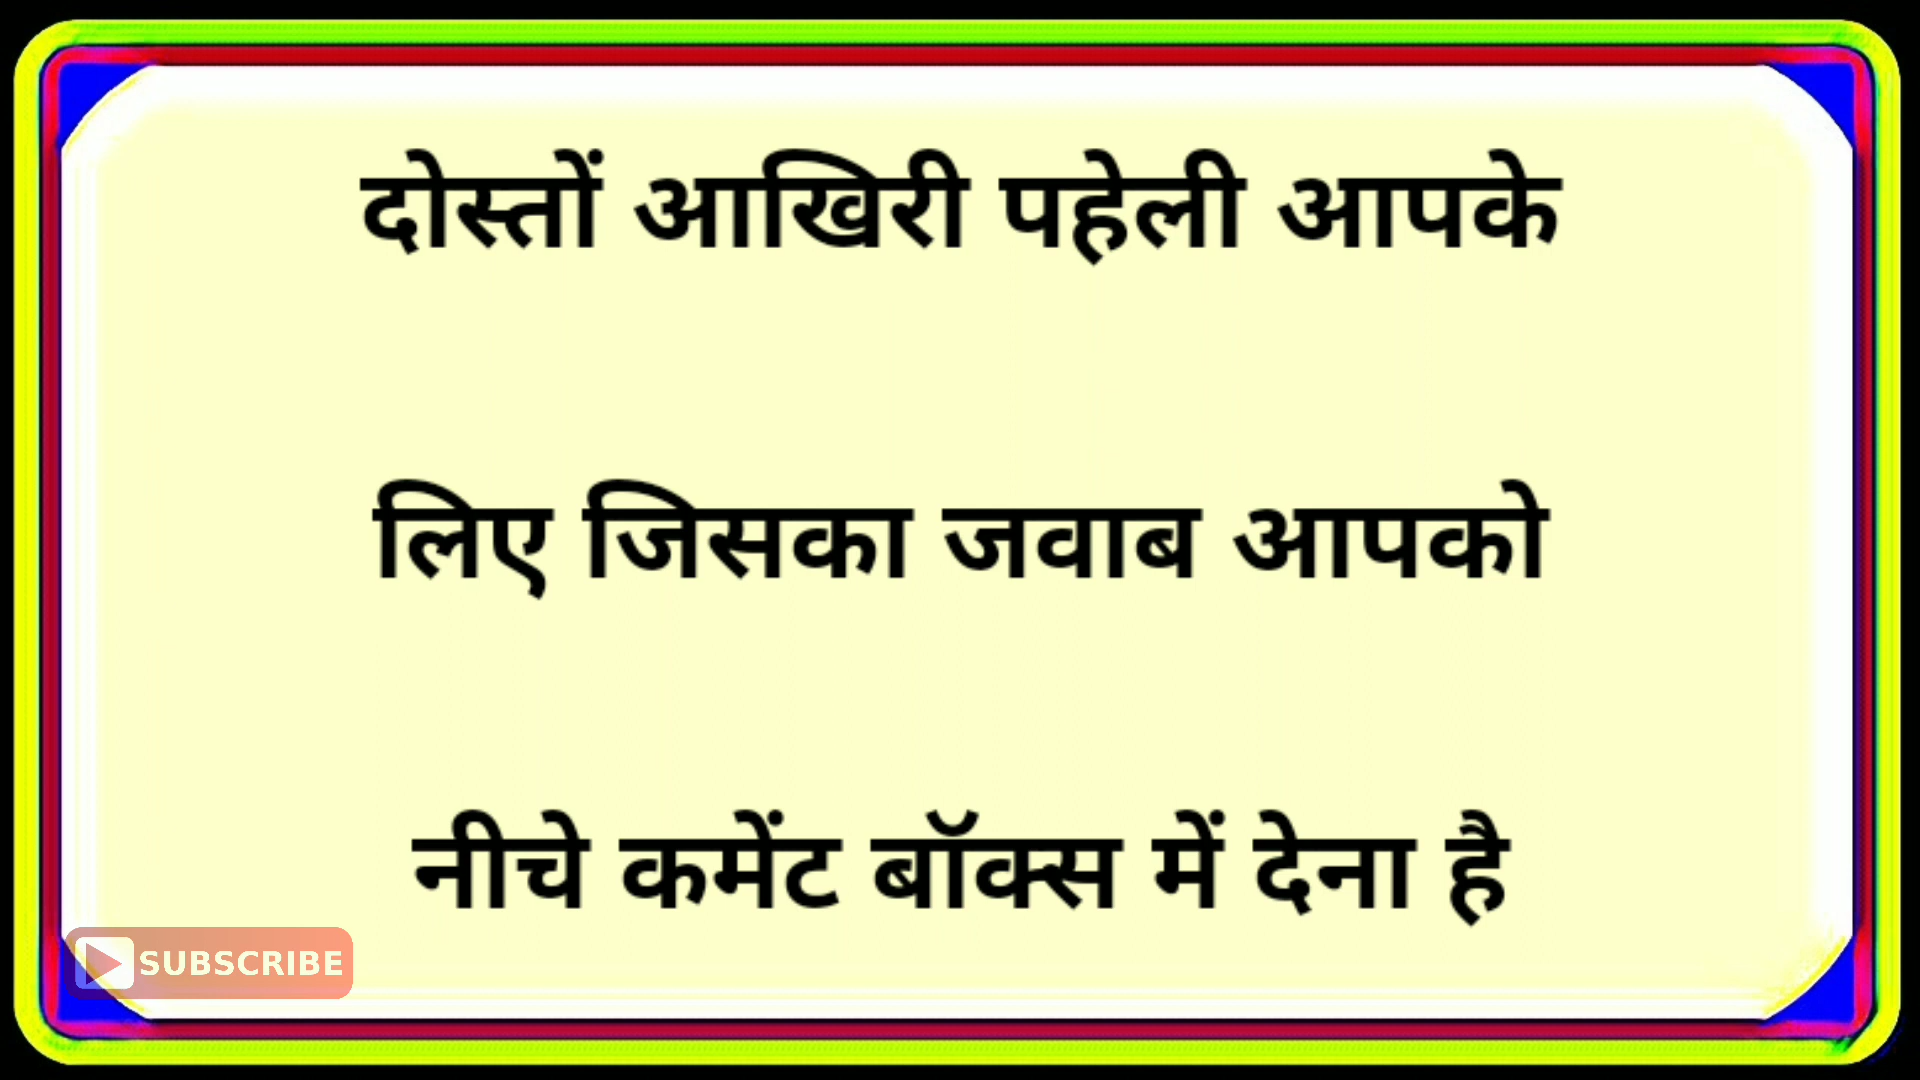 दोस्तों आखिरी पहेली आपके
लिए जिसका जवाब आपको
नीचे कमेंट बॉक्स में देना है
SUBSCRIBE